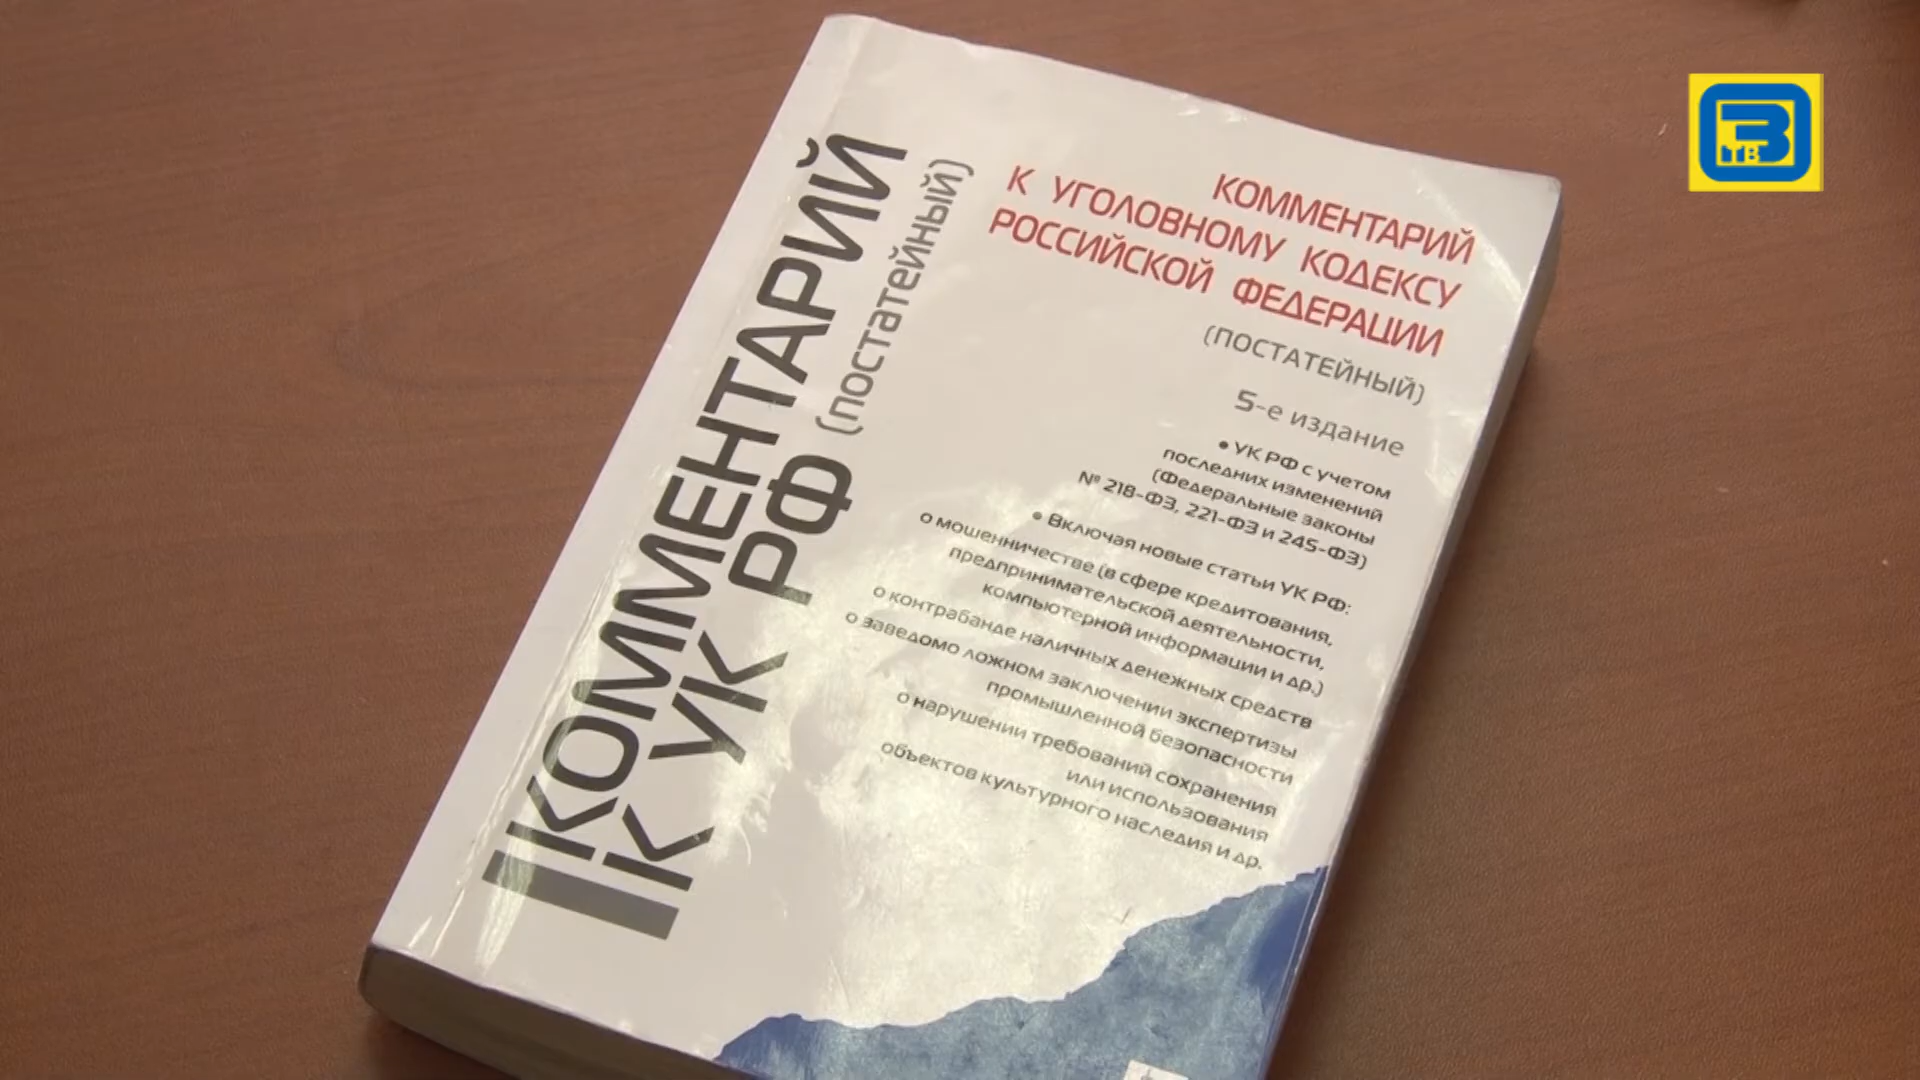 КОММЕНТАРИЙ
К УК РФ (постатейный)
КОММЕНТАРИЙ
К УГОЛОВНОМУ КОДЕКСУ
РОССИЙСКОЙ ФЕДЕРАЦИИ
(ПОСТАТЕЙНЫЙ)
5-е издание
• УК РФ с учетом
последних изменений
(Федеральные законы
№ 218-ФЗ, 221-ФЗ и 245-ФЗ)
• Включая новые статьи УК РФ:
о мошенничестве (в сфере кредитования,
предпринимательской деятельности,
компьютерной информации и др.)
о контрабанде наличных денежных средств
о заведомо ложном заключении экспертизы
промышленной безопасности
о нарушении требований сохранения
или использования
объектов культурного наследия и др.
ТВ
3